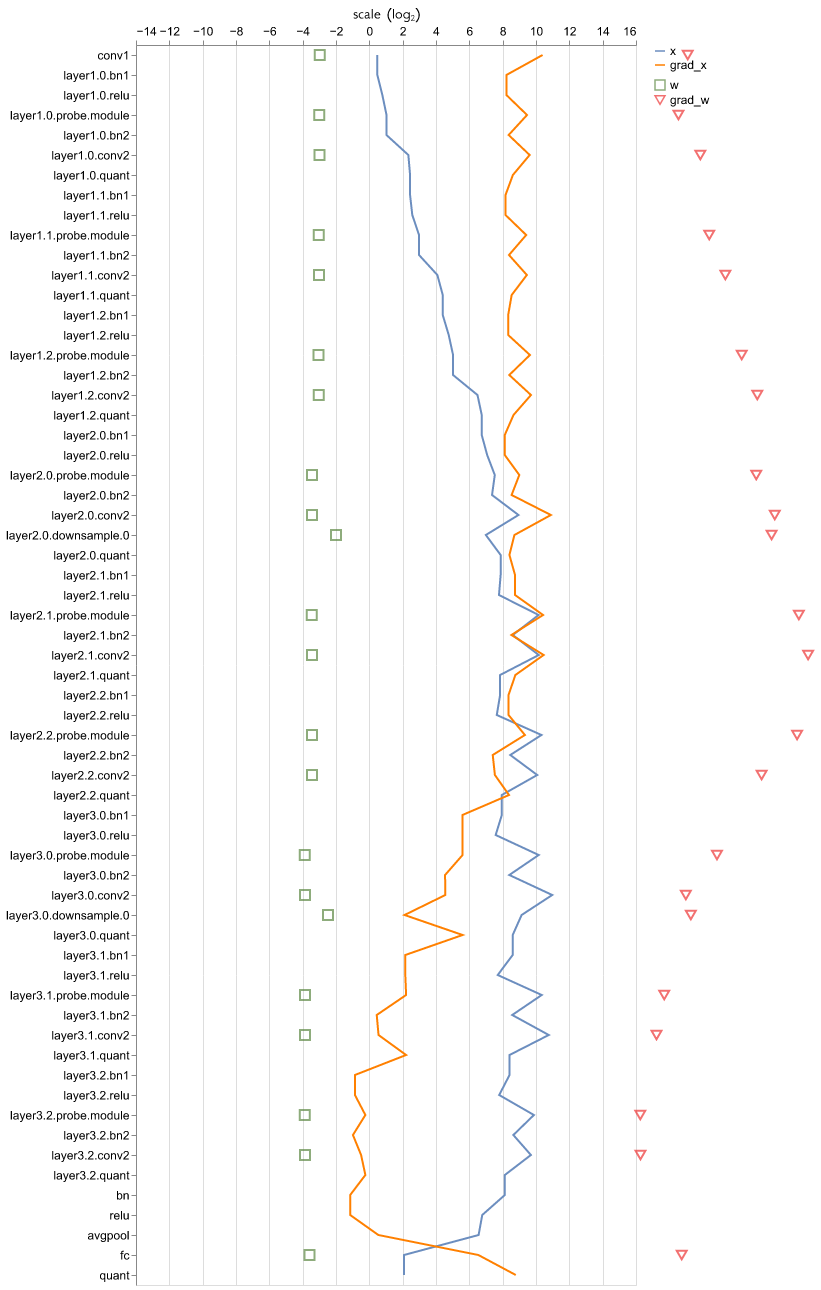 scale (log₂)
−14 −12 −10 −8 −6 −4 −2 0 2 4 6 8 10 12 14 16
x
grad_x
w
grad_w
conv1
layer1.0.bn1
layer1.0.relu
layer1.0.probe.module
layer1.0.bn2
layer1.0.conv2
layer1.0.quant
layer1.1.bn1
layer1.1.relu
layer1.1.probe.module
layer1.1.bn2
layer1.1.conv2
layer1.1.quant
layer1.2.bn1
layer1.2.relu
layer1.2.probe.module
layer1.2.bn2
layer1.2.conv2
layer1.2.quant
layer2.0.bn1
layer2.0.relu
layer2.0.probe.module
layer2.0.bn2
layer2.0.conv2
layer2.0.downsample.0
layer2.0.quant
layer2.1.bn1
layer2.1.relu
layer2.1.probe.module
layer2.1.bn2
layer2.1.conv2
layer2.1.quant
layer2.2.bn1
layer2.2.relu
layer2.2.probe.module
layer2.2.bn2
layer2.2.conv2
layer2.2.quant
layer3.0.bn1
layer3.0.relu
layer3.0.probe.module
layer3.0.bn2
layer3.0.conv2
layer3.0.downsample.0
layer3.0.quant
layer3.1.bn1
layer3.1.relu
layer3.1.probe.module
layer3.1.bn2
layer3.1.conv2
layer3.1.quant
layer3.2.bn1
layer3.2.relu
layer3.2.probe.module
layer3.2.bn2
layer3.2.conv2
layer3.2.quant
bn
relu
avgpool
fc
quant